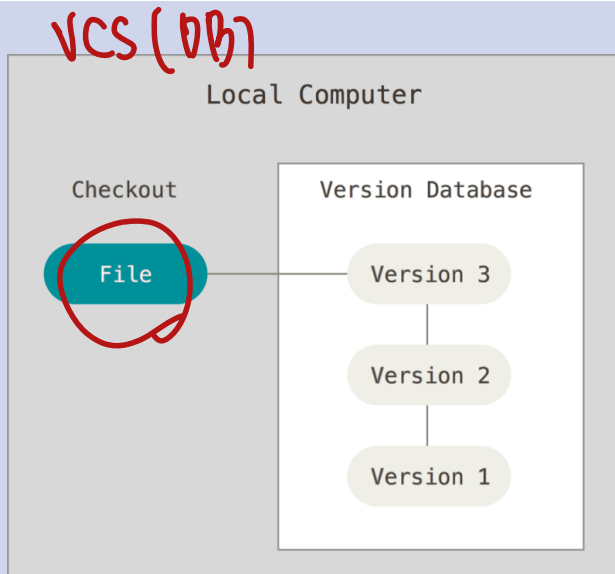 VCS (DB)
Local Computer
Checkout
Version Database
File
Version 3
Version 2
Version 1